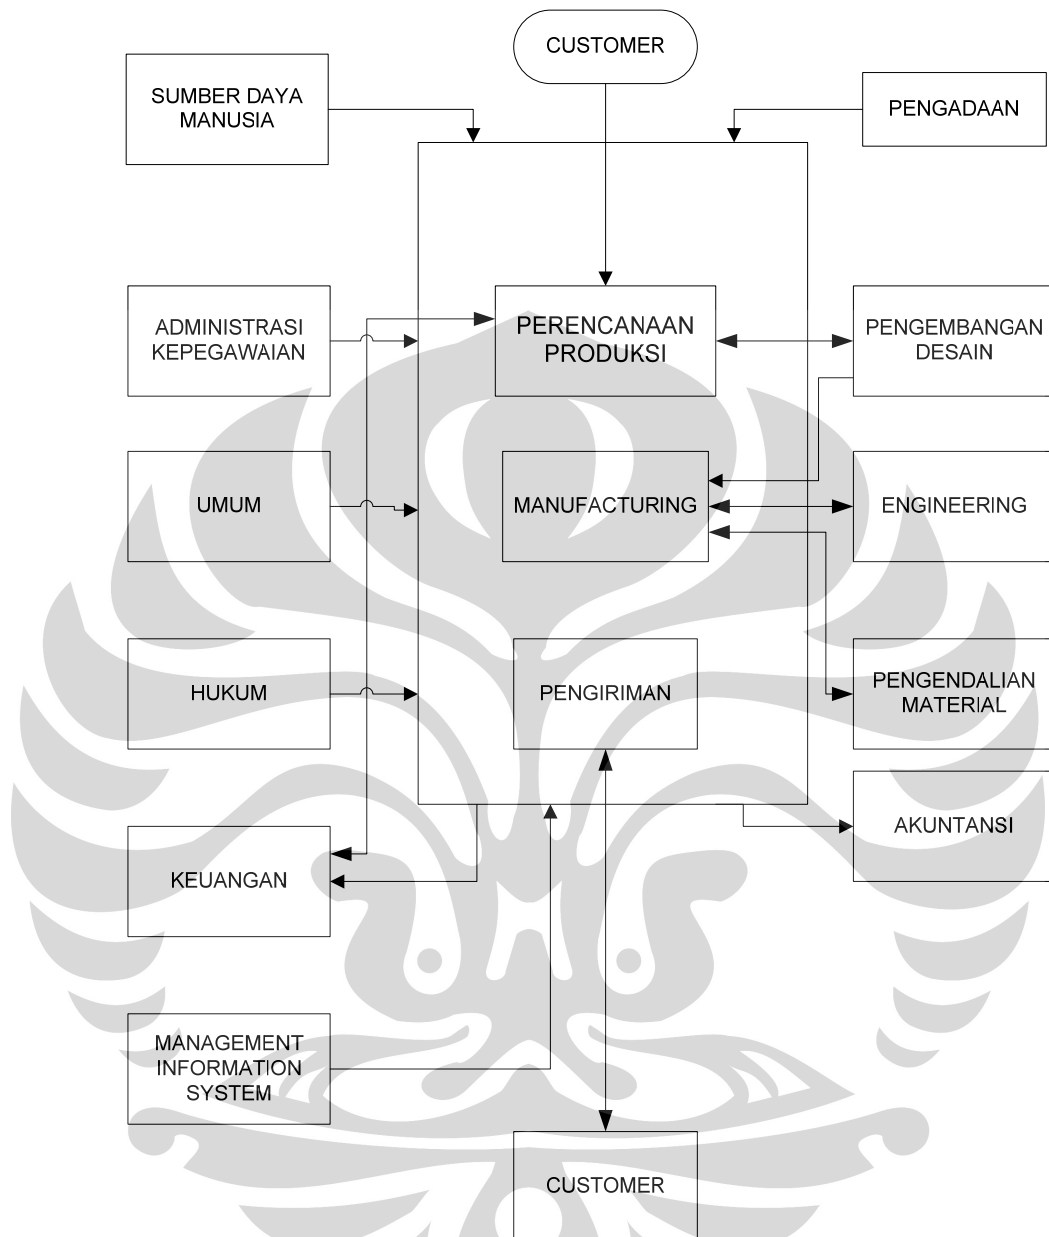 CUSTOMER
SUMBER DAYA
MANUSIA
PENGADAAN
ADMINISTRASI
KEPEGAWAIAN
PERENCANAAN
PRODUKSI
PENGEMBANGAN
DESAIN
UMUM
MANUFACTURING
ENGINEERING
HUKUM
PENGIRIMAN
PENGENDALIAN
MATERIAL
AKUNTANSI
KEUANGAN
MANAGEMENT
INFORMATION
SYSTEM
CUSTOMER